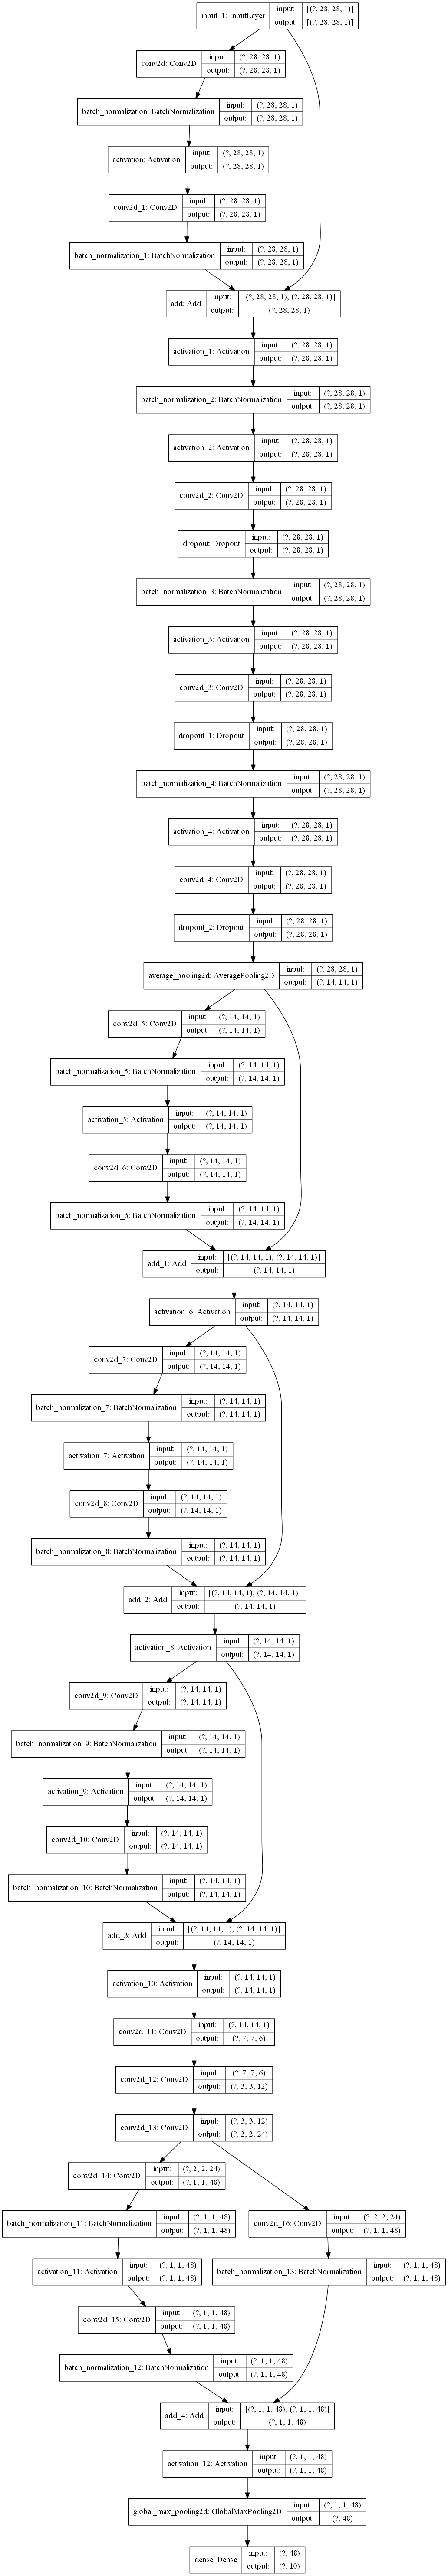 input_1: InputLayer input: [(?, 28, 28, 1)]
output: [(?, 28, 28, 1)]
conv2d: Conv2D input: (?, 28, 28, 1)
output: (?, 28, 28, 1)
batch_normalization: BatchNormalization input: (?, 28, 28, 1)
output: (?, 28, 28, 1)
activation: Activation input: (?, 28, 28, 1)
output: (?, 28, 28, 1)
conv2d_1: Conv2D input: (?, 28, 28, 1)
output: (?, 28, 28, 1)
batch_normalization_1: BatchNormalization input: (?, 28, 28, 1)
output: (?, 28, 28, 1)
add: Add input: [(?, 28, 28, 1), (?, 28, 28, 1)]
output: (?, 28, 28, 1)
activation_1: Activation input: (?, 28, 28, 1)
output: (?, 28, 28, 1)
batch_normalization_2: BatchNormalization input: (?, 28, 28, 1)
output: (?, 28, 28, 1)
activation_2: Activation input: (?, 28, 28, 1)
output: (?, 28, 28, 1)
conv2d_2: Conv2D input: (?, 28, 28, 1)
output: (?, 28, 28, 1)
dropout: Dropout input: (?, 28, 28, 1)
output: (?, 28, 28, 1)
batch_normalization_3: BatchNormalization input: (?, 28, 28, 1)
output: (?, 28, 28, 1)
activation_3: Activation input: (?, 28, 28, 1)
output: (?, 28, 28, 1)
conv2d_3: Conv2D input: (?, 28, 28, 1)
output: (?, 28, 28, 1)
dropout_1: Dropout input: (?, 28, 28, 1)
output: (?, 28, 28, 1)
batch_normalization_4: BatchNormalization input: (?, 28, 28, 1)
output: (?, 28, 28, 1)
activation_4: Activation input: (?, 28, 28, 1)
output: (?, 28, 28, 1)
conv2d_4: Conv2D input: (?, 28, 28, 1)
output: (?, 28, 28, 1)
dropout_2: Dropout input: (?, 28, 28, 1)
output: (?, 28, 28, 1)
average_pooling2d: AveragePooling2D input: (?, 28, 28, 1)
output: (?, 14, 14, 1)
conv2d_5: Conv2D input: (?, 14, 14, 1)
output: (?, 14, 14, 1)
batch_normalization_5: BatchNormalization input: (?, 14, 14, 1)
output: (?, 14, 14, 1)
activation_5: Activation input: (?, 14, 14, 1)
output: (?, 14, 14, 1)
conv2d_6: Conv2D input: (?, 14, 14, 1)
output: (?, 14, 14, 1)
batch_normalization_6: BatchNormalization input: (?, 14, 14, 1)
output: (?, 14, 14, 1)
add_1: Add input: [(?, 14, 14, 1), (?, 14, 14, 1)]
output: (?, 14, 14, 1)
activation_6: Activation input: (?, 14, 14, 1)
output: (?, 14, 14, 1)
conv2d_7: Conv2D input: (?, 14, 14, 1)
output: (?, 14, 14, 1)
batch_normalization_7: BatchNormalization input: (?, 14, 14, 1)
output: (?, 14, 14, 1)
activation_7: Activation input: (?, 14, 14, 1)
output: (?, 14, 14, 1)
conv2d_8: Conv2D input: (?, 14, 14, 1)
output: (?, 14, 14, 1)
batch_normalization_8: BatchNormalization input: (?, 14, 14, 1)
output: (?, 14, 14, 1)
add_2: Add input: [(?, 14, 14, 1), (?, 14, 14, 1)]
output: (?, 14, 14, 1)
activation_8: Activation input: (?, 14, 14, 1)
output: (?, 14, 14, 1)
conv2d_9: Conv2D input: (?, 14, 14, 1)
output: (?, 14, 14, 1)
batch_normalization_9: BatchNormalization input: (?, 14, 14, 1)
output: (?, 14, 14, 1)
activation_9: Activation input: (?, 14, 14, 1)
output: (?, 14, 14, 1)
conv2d_10: Conv2D input: (?, 14, 14, 1)
output: (?, 14, 14, 1)
batch_normalization_10: BatchNormalization input: (?, 14, 14, 1)
output: (?, 14, 14, 1)
add_3: Add input: [(?, 14, 14, 1), (?, 14, 14, 1)]
output: (?, 14, 14, 1)
activation_10: Activation input: (?, 14, 14, 1)
output: (?, 14, 14, 1)
conv2d_11: Conv2D input: (?, 14, 14, 1)
output: (?, 7, 7, 6)
conv2d_12: Conv2D input: (?, 7, 7, 6)
output: (?, 3, 3, 12)
conv2d_13: Conv2D input: (?, 3, 3, 12)
output: (?, 2, 2, 24)
conv2d_14: Conv2D input: (?, 2, 2, 24)
output: (?, 1, 1, 48)
batch_normalization_11: BatchNormalization input: (?, 1, 1, 48)
output: (?, 1, 1, 48)
conv2d_16: Conv2D input: (?, 2, 2, 24)
output: (?, 1, 1, 48)
activation_11: Activation input: (?, 1, 1, 48)
output: (?, 1, 1, 48)
batch_normalization_13: BatchNormalization input: (?, 1, 1, 48)
output: (?, 1, 1, 48)
conv2d_15: Conv2D input: (?, 1, 1, 48)
output: (?, 1, 1, 48)
batch_normalization_12: BatchNormalization input: (?, 1, 1, 48)
output: (?, 1, 1, 48)
add_4: Add input: [(?, 1, 1, 48), (?, 1, 1, 48)]
output: (?, 1, 1, 48)
activation_12: Activation input: (?, 1, 1, 48)
output: (?, 1, 1, 48)
global_max_pooling2d: GlobalMaxPooling2D input: (?, 1, 1, 48)
output: (?, 48)
dense: Dense input: (?, 48)
output: (?, 10)